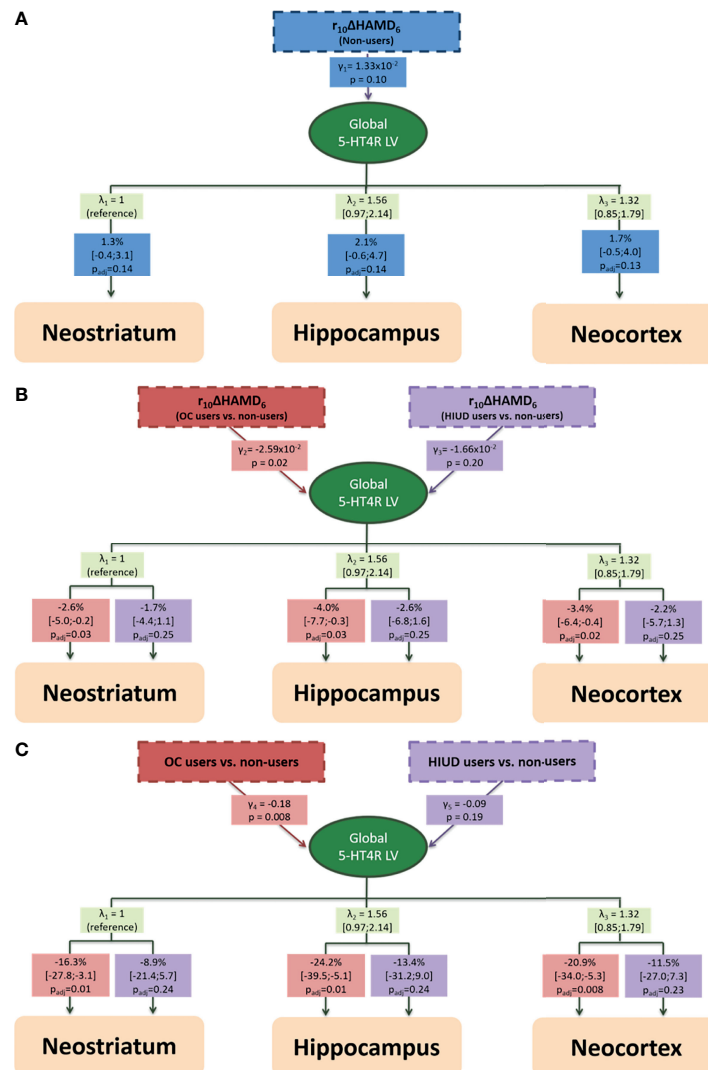 A
r10ΔHAMD6
(Non-users)
γ1= 1.33x10-2
p = 0.10
Global
5-HT4R LV
λ1 = 1
(reference)
λ2 = 1.56
[0.97;2.14]
λ3 = 1.32
[0.85;1.79]
1.3%
[-0.4;3.1]
padj=0.14
2.1%
[-0.6;4.7]
padj=0.14
1.7%
[-0.5;4.0]
padj=0.13
Neostriatum
Hippocampus
Neocortex
B
r10ΔHAMD6
(OC users vs. non-users)
r10ΔHAMD6
(HIUD users vs. non-users)
γ2= -2.59x10-2
p = 0.02
γ3= -1.66x10-2
p = 0.20
Global
5-HT4R LV
λ1 = 1
(reference)
λ2 = 1.56
[0.97;2.14]
λ3 = 1.32
[0.85;1.79]
-2.6%
[-5.0;-0.2]
padj=0.03
-1.7%
[-4.4;1.1]
padj=0.25
-4.0%
[-7.7;-0.3]
padj=0.03
-2.6%
[-6.8;1.6]
padj=0.25
-3.4%
[-6.4;-0.4]
padj=0.02
-2.2%
[-5.7;1.3]
padj=0.25
Neostriatum
Hippocampus
Neocortex
C
OC users vs. non-users
HIUD users vs. non-users
γ4 = -0.18
p = 0.008
γ5 = -0.09
p = 0.19
Global
5-HT4R LV
λ1 = 1
(reference)
λ2 = 1.56
[0.97;2.14]
λ3 = 1.32
[0.85;1.79]
-16.3%
[-27.8;-3.1]
padj=0.01
-8.9%
[-21.4;5.7]
padj=0.24
-24.2%
[-39.5;-5.1]
padj=0.01
-13.4%
[-31.2;9.0]
padj=0.24
-20.9%
[-34.0;-5.3]
padj=0.008
-11.5%
[-27.0;7.3]
padj=0.23
Neostriatum
Hippocampus
Neocortex